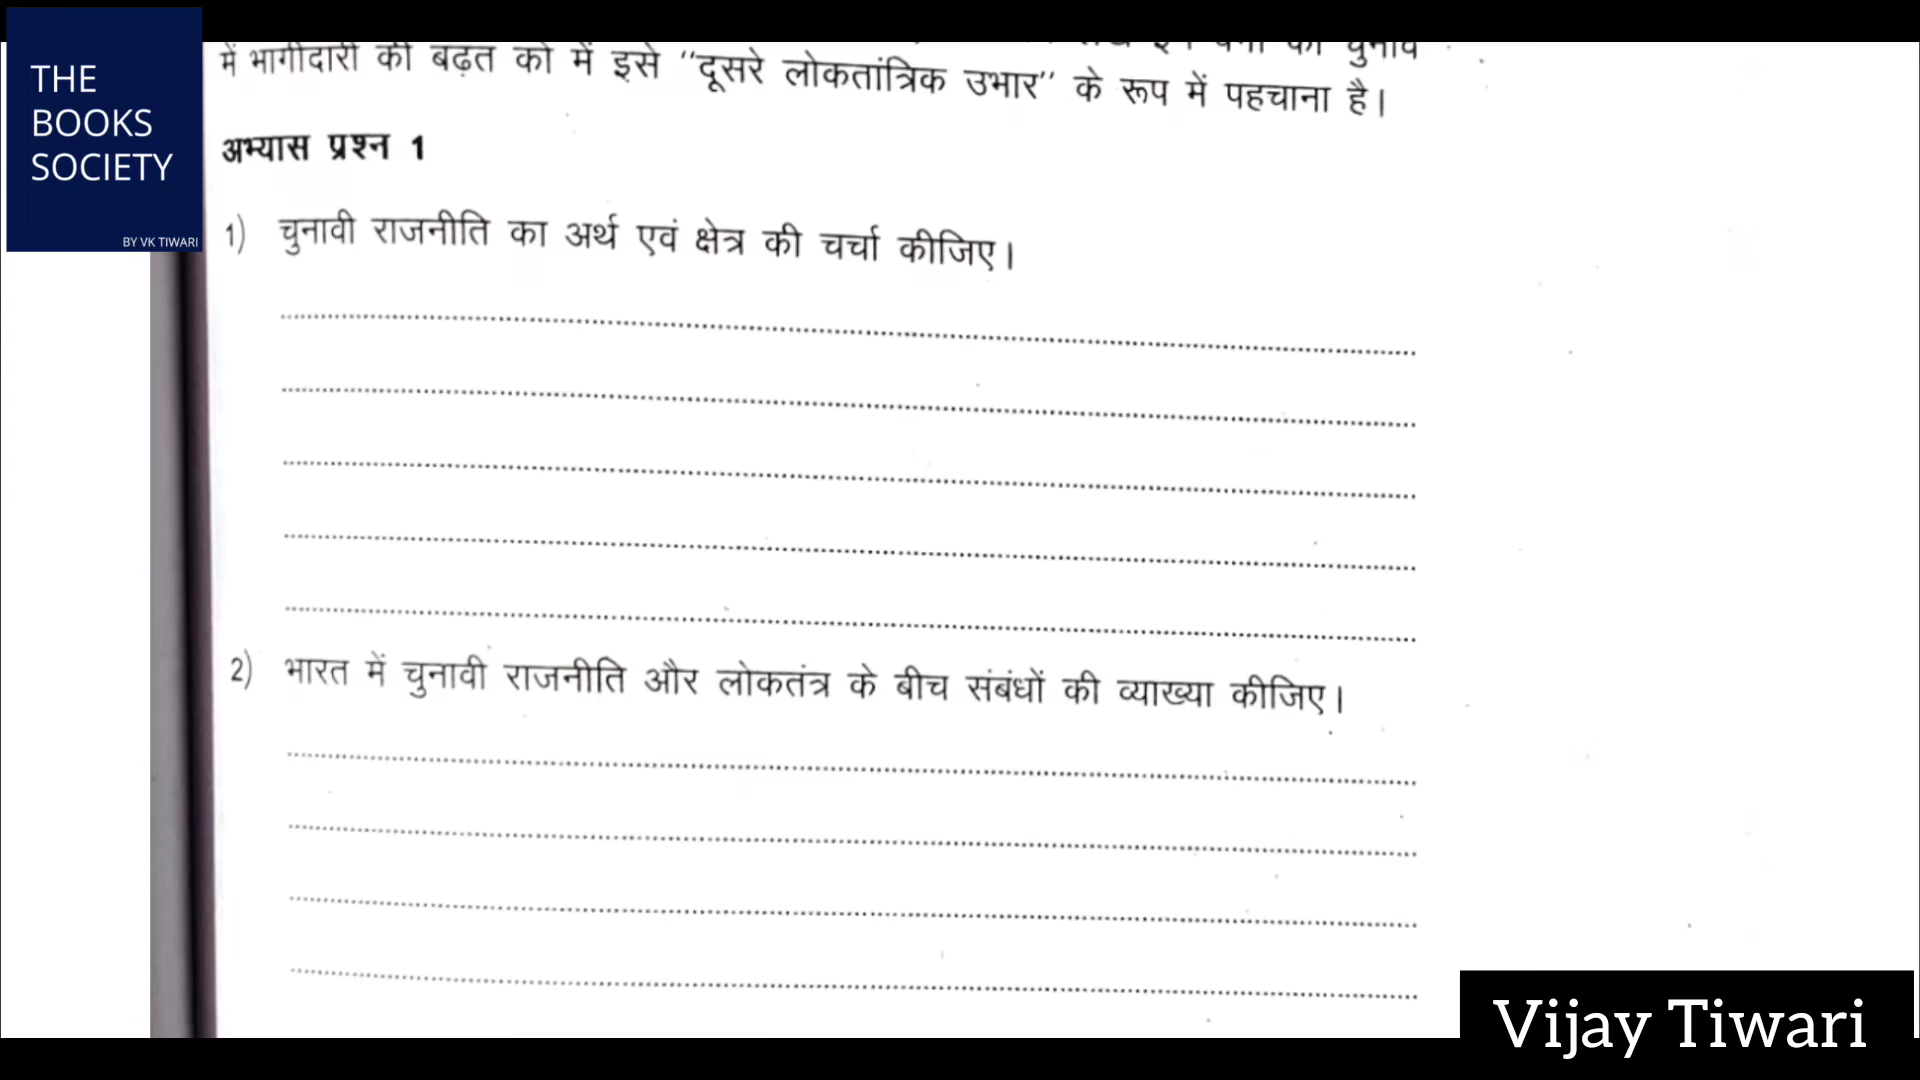 THE
BOOKS
SOCIETY
BY VK TIWARI
में भागीदारी की बढ़त को में इसे “दूसरे लोकतांत्रिक उभार” के रूप में पहचाना है।
अभ्यास प्रश्न 1
1) चुनावी राजनीति का अर्थ एवं क्षेत्र की चर्चा कीजिए।
2) भारत में चुनावी राजनीति और लोकतंत्र के बीच संबंधों की व्याख्या कीजिए।
Vijay Tiwari